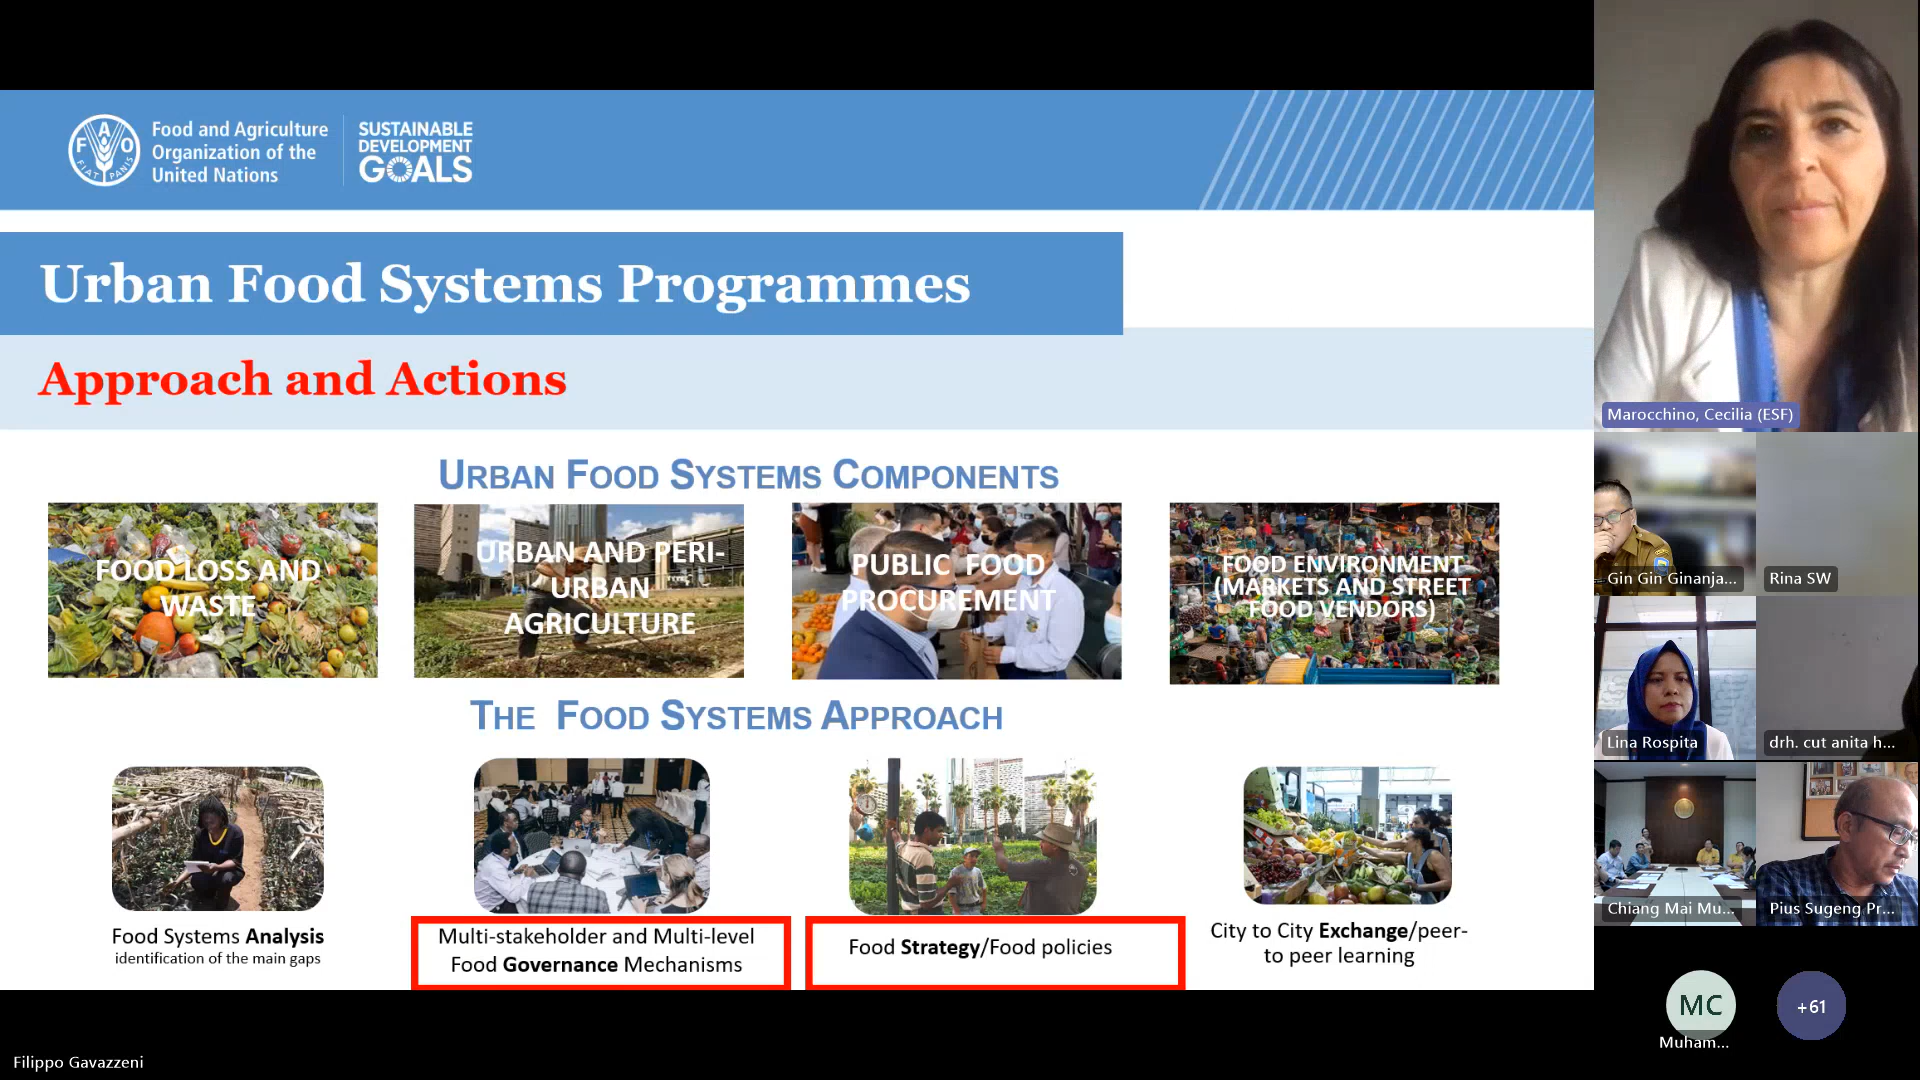 Food and Agriculture
Organization of the
United Nations
SUSTAINABLE
DEVELOPMENT
GOALS
F A O
FIAT PANIS
Urban Food Systems Programmes
Approach and Actions
URBAN FOOD SYSTEMS COMPONENTS
FOOD LOSS AND
WASTE
URBAN AND PERI-
URBAN
AGRICULTURE
PUBLIC FOOD
PROCUREMENT
FOOD ENVIRONMENT
(MARKETS AND STREET
FOOD VENDORS)
THE FOOD SYSTEMS APPROACH
Food Systems Analysis
identification of the main gaps
Multi-stakeholder and Multi-level
Food Governance Mechanisms
Food Strategy/Food policies
City to City Exchange/peer-
to peer learning
Marocchino, Cecilia (ESF)
Gin Gin Ginanja...
Rina SW
Lina Rospita
drh. cut anita h...
Chiang Mai Mu...
Pius Sugeng Pr...
MC
Muham...
+61
Filippo Gavazzeni